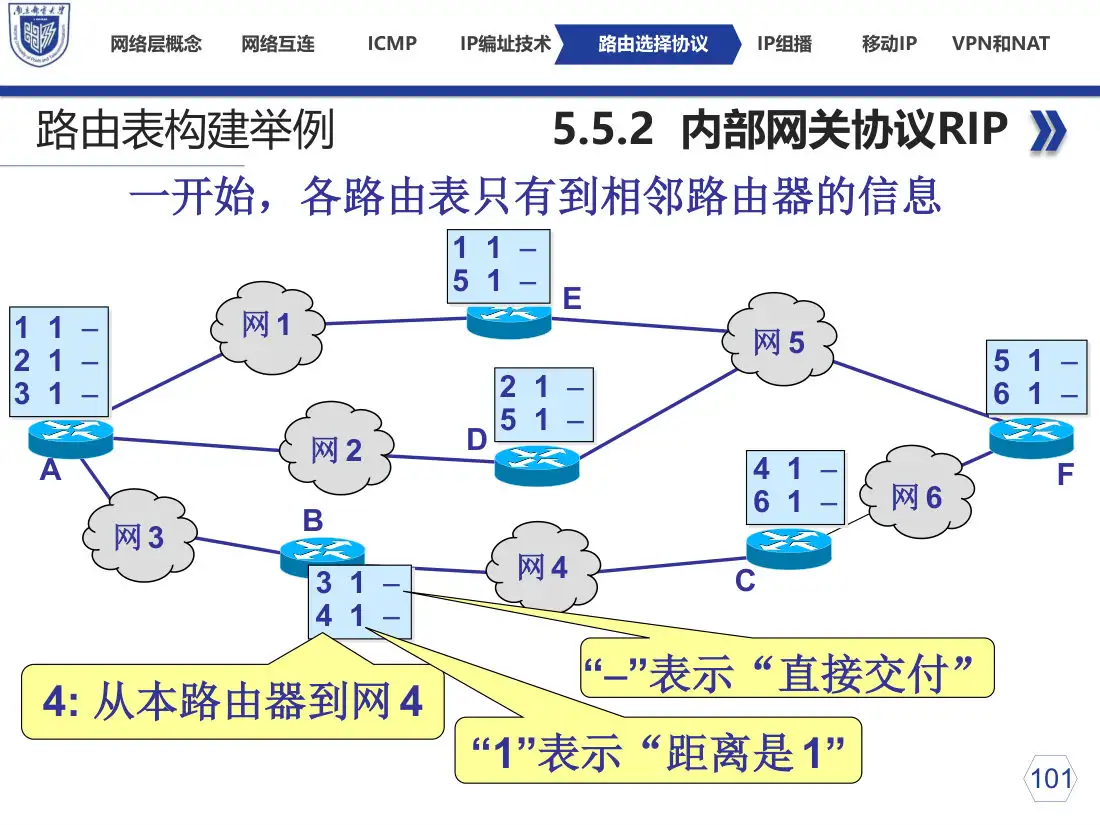 网络层概念 网络互连 ICMP IP编址技术 路由选择协议 IP组播 移动IP VPN和NAT
路由表构建举例 5.5.2 内部网关协议RIP
一开始，各路由表只有到相邻路由器的信息
1 1 –
5 1 –
E
网 1
网 5
1 1 –
2 1 –
3 1 –
A
5 1 –
6 1 –
F
2 1 –
5 1 –
D
网 2
4 1 –
6 1 –
C
网 6
网 3
B
网 4
3 1 –
4 1 –
“–”表示“直接交付”
4: 从本路由器到网 4
“1”表示“距离是 1”
101